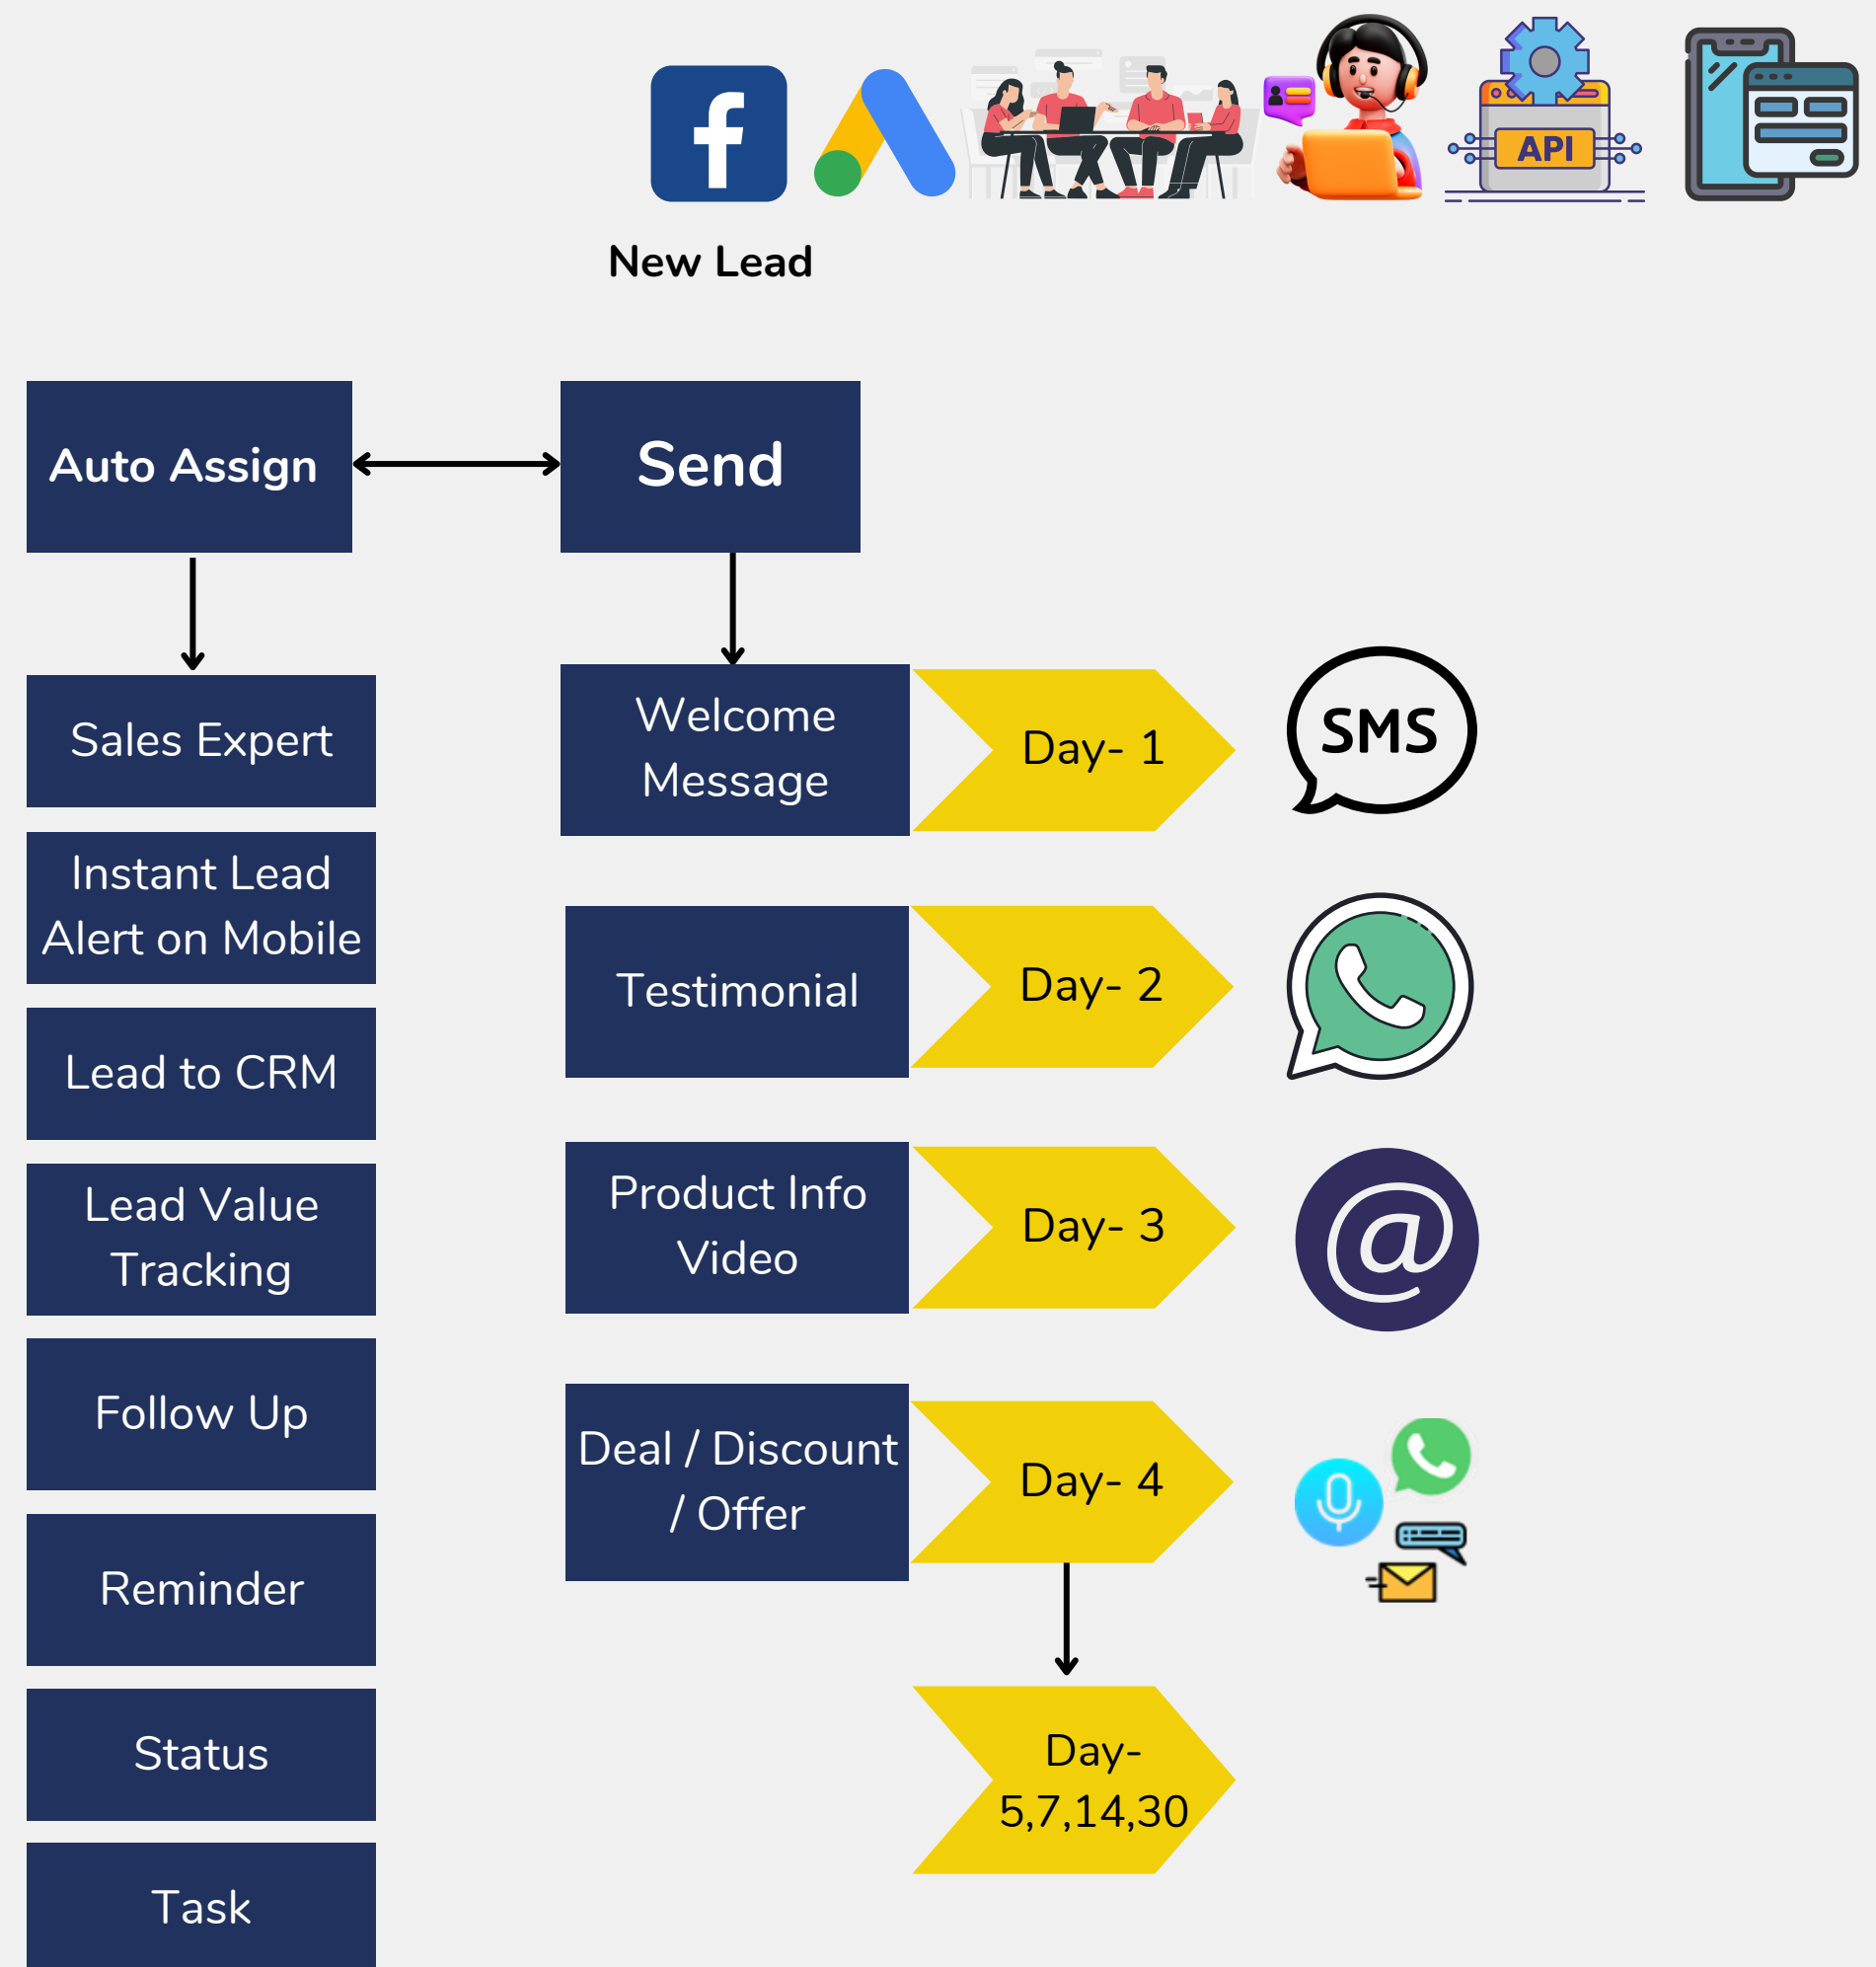 API
New Lead
Auto Assign
Send
Sales Expert
Instant Lead
Alert on Mobile
Lead to CRM
Lead Value
Tracking
Follow Up
Reminder
Status
Task
Welcome
Message
Day- 1
SMS
Testimonial
Day- 2
Product Info
Video
Day- 3
@
Deal / Discount
/ Offer
Day- 4
Day-
5,7,14,30